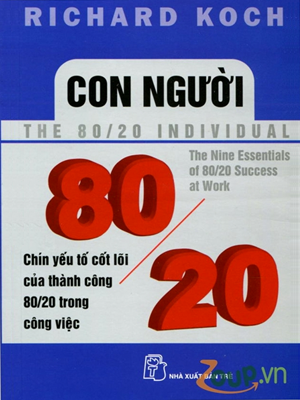 RICHARD KOCH
CON NGƯỜI
THE 80/20 INDIVIDUAL
The Nine Essentials
of 80/20 Success
at Work
80/20
Chín yếu tố cốt lõi
của thành công
80/20 trong
công việc
NHÀ XUẤT BẢN TRẺ
Zoup.vn